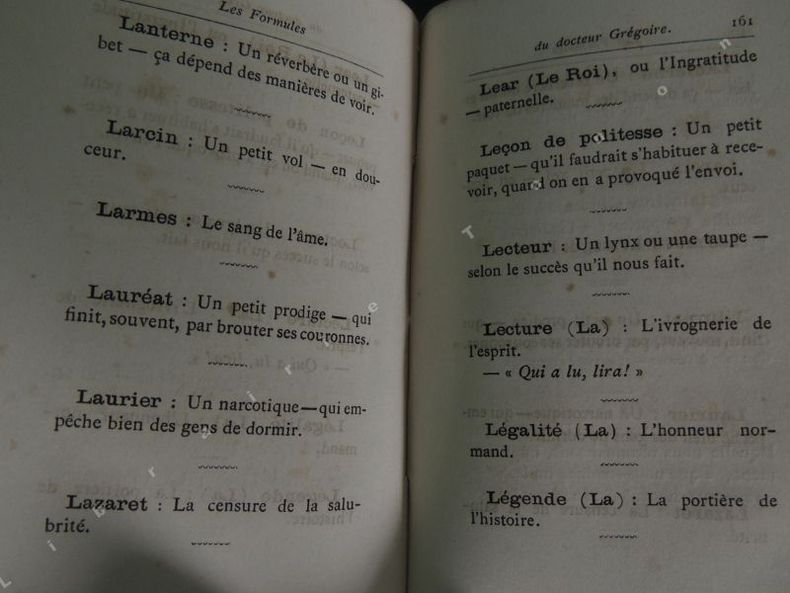 Les Formules
Lanterne : Un réverbère ou un gi-
bet — ça dépend des manières de voir.
Larcin : Un petit vol — en dou-
ceur.
Larmes : Le sang de l'âme.
Lauréat : Un petit prodige — qui
finit, souvent, par brouter ses couronnes.
Laurier : Un narcotique — qui em-
pêche bien des gens de dormir.
Lazaret : La censure de la salu-
brité.
du docteur Grégoire. 161
Lear (Le Roi), ou l'Ingratitude
— paternelle.
Leçon de politesse : Un petit
paquet — qu'il faudrait s'habituer à rece-
voir, quand on en a provoqué l'envoi.
Lecteur : Un lynx ou une taupe —
selon le succès qu'il nous fait.
Lecture (La) : L'ivrognerie de
l'esprit.
— « Qui a lu, lira! »
Légalité (La) : L'honneur nor-
mand.
Légende (La) : La portière de
l'histoire.